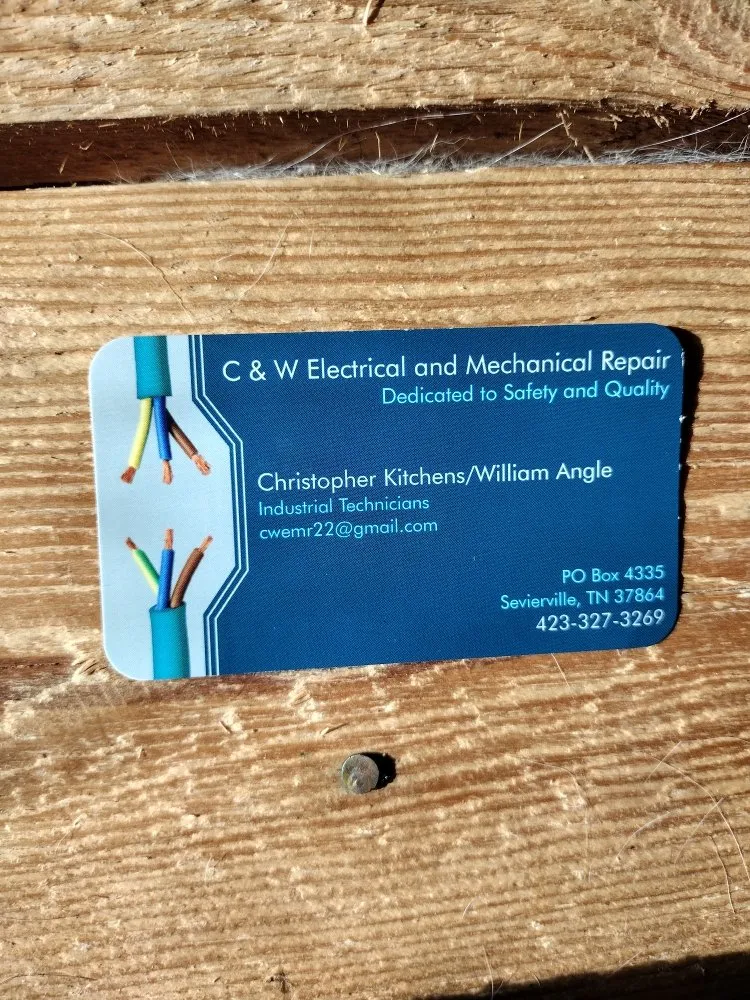 C & W Electrical and Mechanical Repair
Dedicated to Safety and Quality
Christopher Kitchens/William Angle
Industrial Technicians
cwemr22@gmail.com
PO Box 4335
Sevierville, TN 37864
423-327-3269